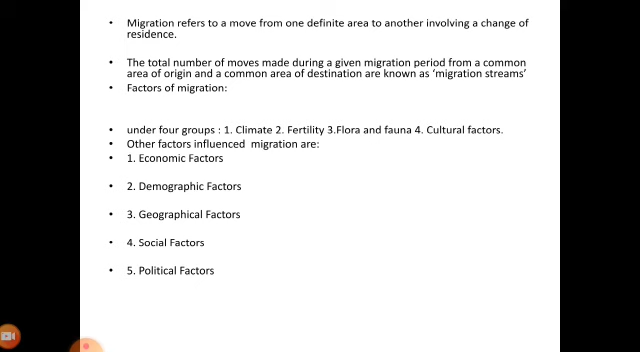 • Migration refers to a move from one definite area to another involving a change of
residence.
• The total number of moves made during a given migration period from a common
area of origin and a common area of destination are known as ‘migration streams’
• Factors of migration:
• under four groups : 1. Climate 2. Fertility 3.Flora and fauna 4. Cultural factors.
• Other factors influenced  migration are:
• 1. Economic Factors
• 2. Demographic Factors
• 3. Geographical Factors
• 4. Social Factors
• 5. Political Factors